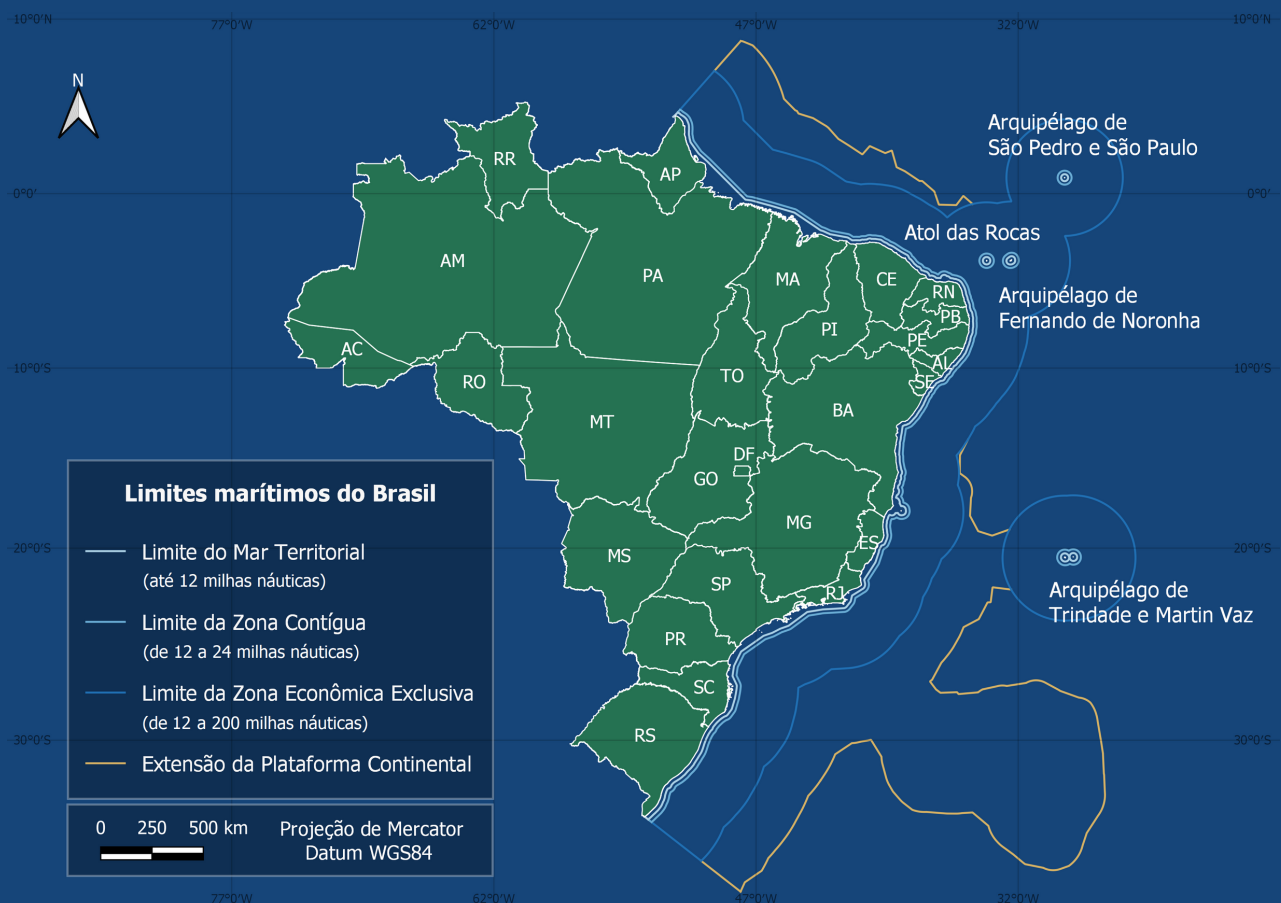 10°0'N
77°0'W
62°0'W
47°0'W
32°0'W
10°0'N
N
Arquipélago de
São Pedro e São Paulo
RR
AP
0°0'
0°0'
Atol das Rocas
AM
PA
MA
CE
RN
Arquipélago de
Fernando de Noronha
PB
PI
PE
AC
AL
10°0'S
10°0'S
TO
RO
SE
BA
MT
DF
GO
Limites marítimos do Brasil
MG
Limite do Mar Territorial
(até 12 milhas náuticas)
ES
20°0'S
MS
SP
Arquipélago de
Trindade e Martin Vaz
RJ
Limite da Zona Contígua
(de 12 a 24 milhas náuticas)
PR
SC
Limite da Zona Econômica Exclusiva
(de 12 a 200 milhas náuticas)
RS
30°0'S
30°0'S
Extensão da Plataforma Continental
0 250 500 km
Projeção de Mercator
Datum WGS84
20°0'S
77°0'W
62°0'W
47°0'W
32°0'W